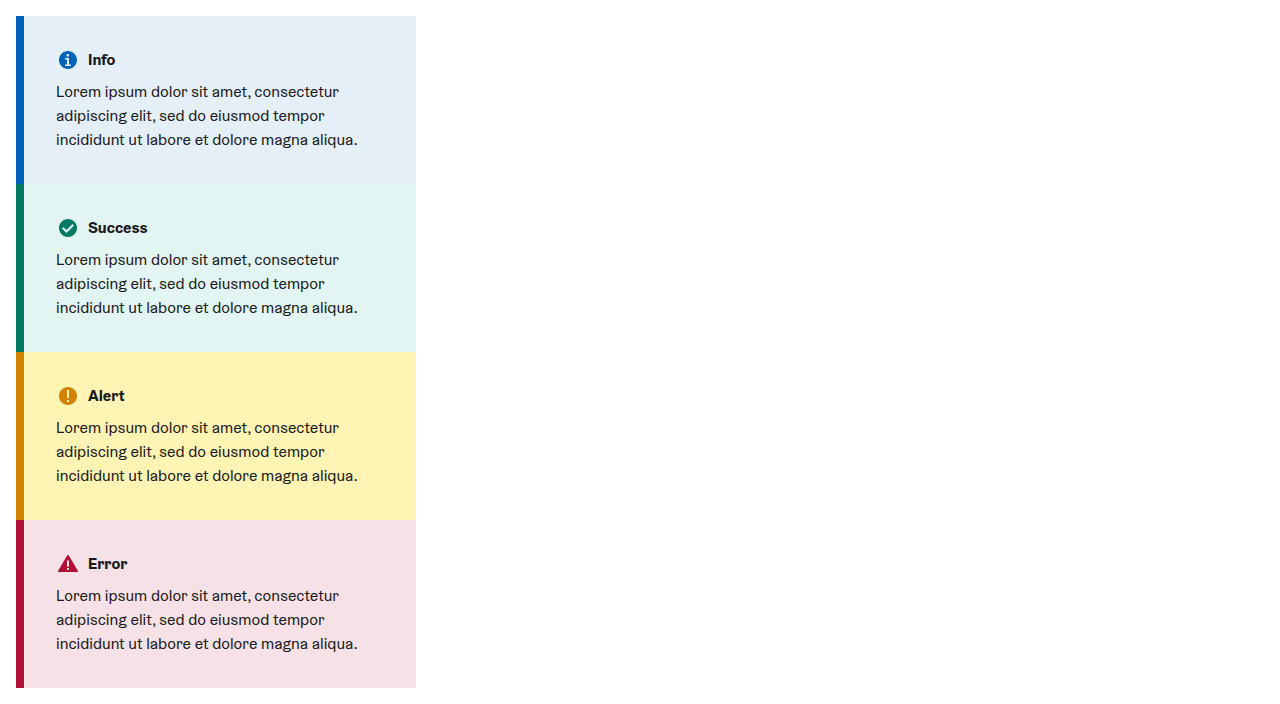 Info
Lorem ipsum dolor sit amet, consectetur
adipiscing elit, sed do eiusmod tempor
incididunt ut labore et dolore magna aliqua.
Success
Lorem ipsum dolor sit amet, consectetur
adipiscing elit, sed do eiusmod tempor
incididunt ut labore et dolore magna aliqua.
Alert
Lorem ipsum dolor sit amet, consectetur
adipiscing elit, sed do eiusmod tempor
incididunt ut labore et dolore magna aliqua.
Error
Lorem ipsum dolor sit amet, consectetur
adipiscing elit, sed do eiusmod tempor
incididunt ut labore et dolore magna aliqua.